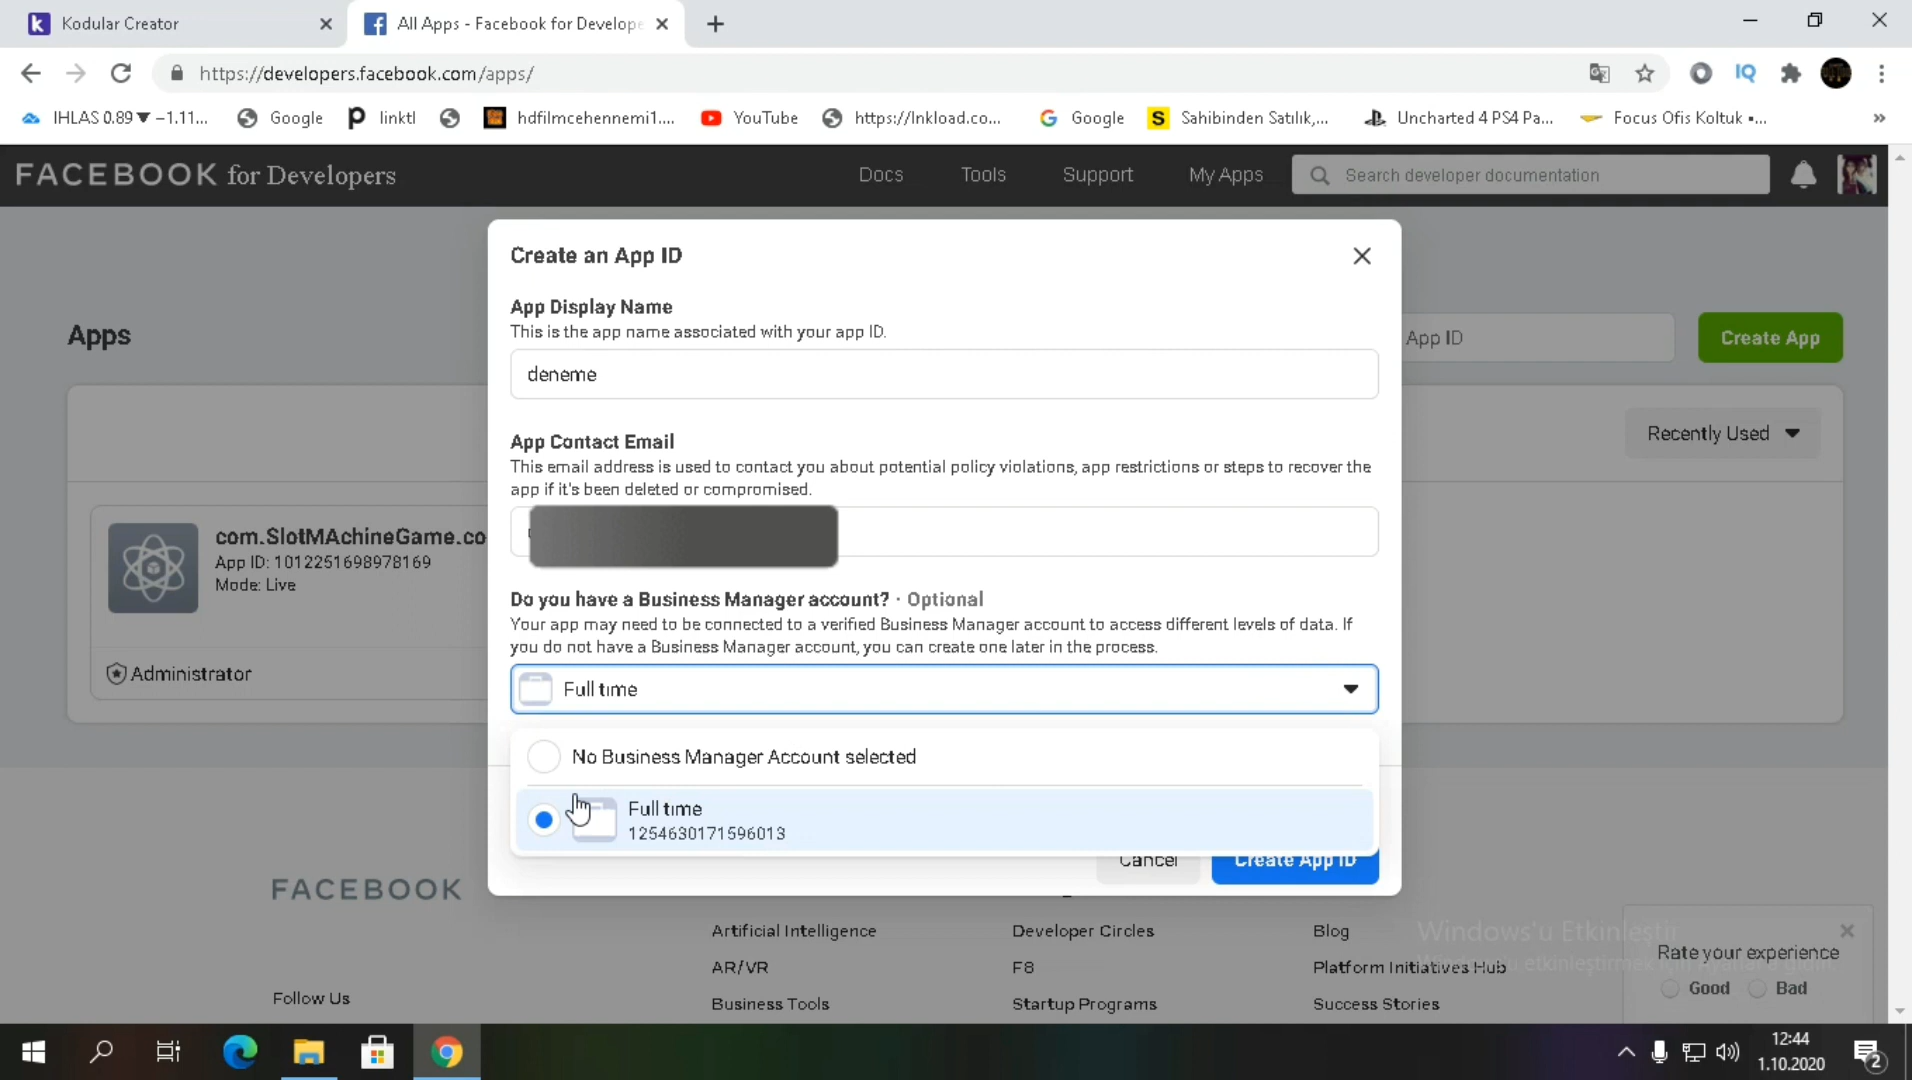 Kodular Creator
All Apps - Facebook for Develope
https://developers.facebook.com/apps/
IQ
IHLAS 0.89▼ −1.11...
Google
linktl
hdfilmcehennemi1....
YouTube
https://lnkload.co...
Google
Sahibinden Satılık,...
Uncharted 4 PS4 Pa...
Focus Ofis Koltuk •...
»
FACEBOOK for Developers
Docs
Tools
Support
My Apps
Search developer documentation
Create an App ID
App Display Name
This is the app name associated with your app ID.
deneme
Apps
App ID
Create App
Recently Used
App Contact Email
This email address is used to contact you about potential policy violations, app restrictions or steps to recover the
app if it's been deleted or compromised.
com.SlotMAchineGame.co
App ID: 1012251698978169
Mode: Live
Administrator
Do you have a Business Manager account? · Optional
Your app may need to be connected to a verified Business Manager account to access different levels of data. If
you do not have a Business Manager account, you can create one later in the process.
Full time
No Business Manager Account selected
Full time
1254630171596013
Cancel
Create App ID
FACEBOOK
Follow Us
Artificial Intelligence
AR/VR
Business Tools
Developer Circles
F8
Startup Programs
Blog
Platform Initiatives Hub
Success Stories
Windows'u Etkinleştir
Windows'u etkinleştirmek için Ayarlar'a gidin.
Rate your experience
Good
Bad
12:44
1.10.2020
2